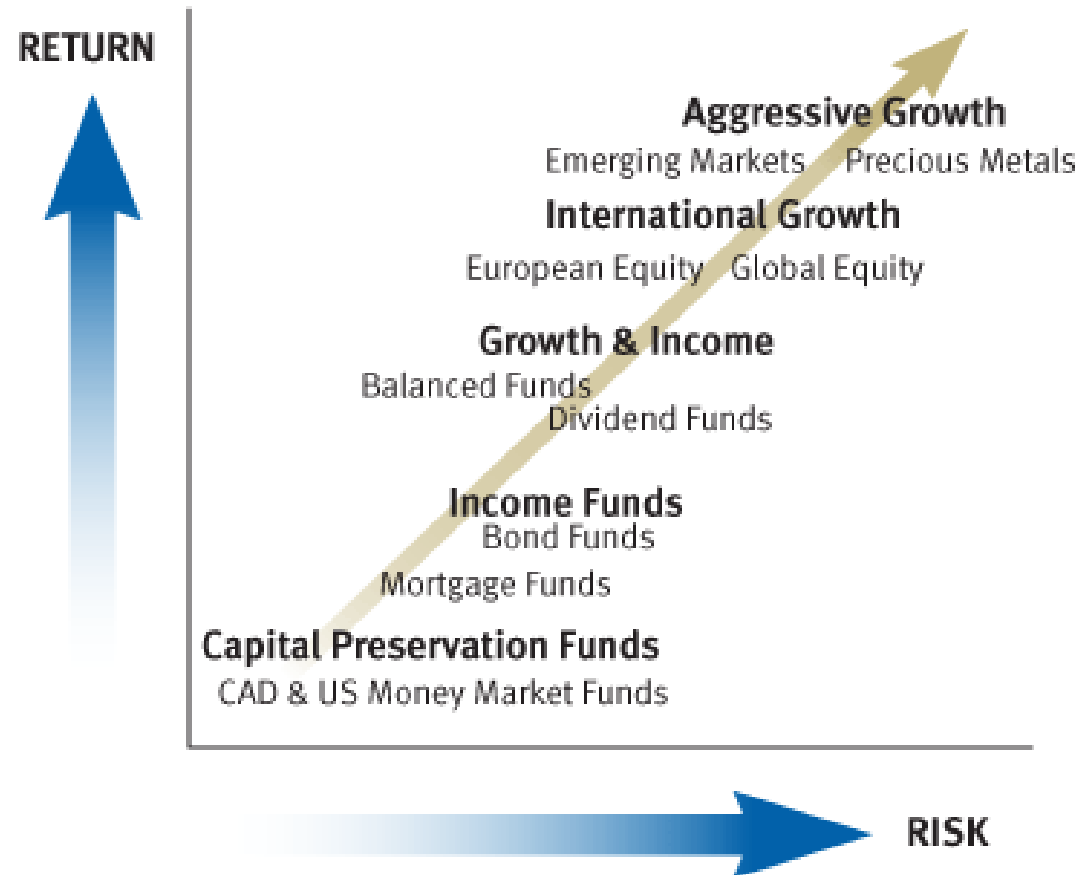 RETURN
Aggressive Growth
Emerging Markets Precious Metals
International Growth
European Equity Global Equity
Growth & Income
Balanced Funds
Dividend Funds
Income Funds
Bond Funds
Mortgage Funds
Capital Preservation Funds
CAD & US Money Market Funds
RISK